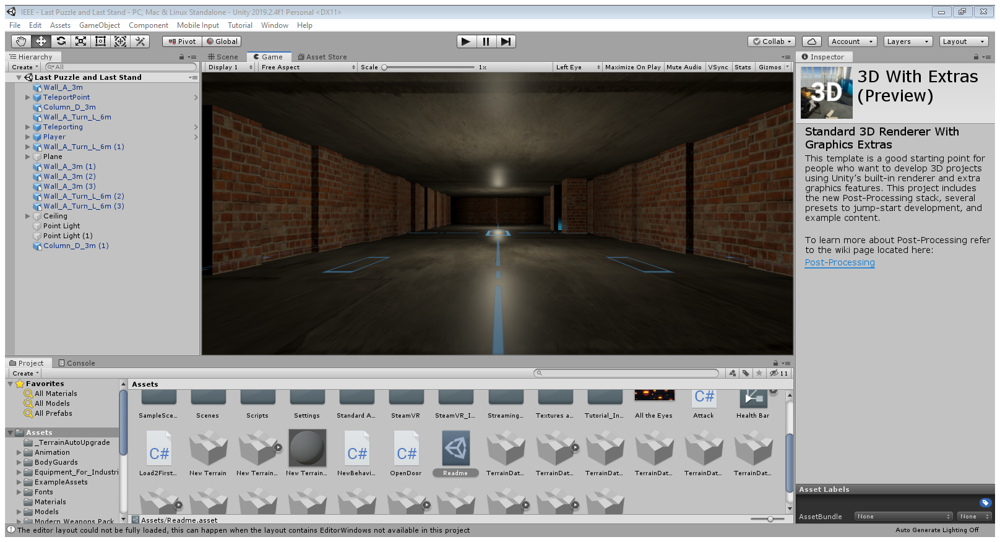 IEEE - Last Puzzle and Last Stand - PC, Mac & Linux Standalone - Unity 2019.2.4f1 Personal <DX11>
File Edit Assets GameObject Component Mobile Input Tutorial Window Help
Pivot Global Collab Account Layers Layout
Hierarchy
Create All
Last Puzzle and Last Stand
Wall_A_3m
TeleportPoint
Column_D_3m
Wall_A_Turn_L_6m
Teleporting
Player
Wall_A_Turn_L_6m (1)
Plane
Wall_A_3m (1)
Wall_A_3m (2)
Wall_A_3m (3)
Wall_A_Turn_L_6m (2)
Wall_A_Turn_L_6m (3)
Ceiling
Point Light
Point Light (1)
Column_D_3m (1)
Scene Game Asset Store
Display 1 Free Aspect Scale 1x Left Eye Maximize On Play Mute Audio VSync Stats Gizmos
Inspector
3D
3D With Extras
(Preview)
Standard 3D Renderer With
Graphics Extras
This template is a good starting point for
people who want to develop 3D projects
using Unity's built-in renderer and extra
graphics features. This project includes
the new Post-Processing stack, several
presets to jump-start development, and
example content.
To learn more about Post-Processing refer
to the wiki page located here:
Post-Processing
Project Console
Create 11
Favorites
All Materials
All Models
All Prefabs
Assets
_TerrainAutoUpgrade
Animation
BodyGuards
Equipment_For_Industri
ExampleAssets
Fonts
Materials
Models
Modern Weapons Pack
Assets
C#
SampleSce... Scenes Scripts Settings Standard A... SteamVR SteamVR_I... Streaming... Textures a... Tutorial_In... All the Eyes Attack Health Bar
C# C# C#
Load2First... New Terrain New Terrain... New Terrain... NewBehavi... OpenDoor Readme TerrainDat... TerrainDat... TerrainDat... TerrainDat... TerrainDat... TerrainDat...
Assets/Readme.asset
Asset Labels
AssetBundle None None
The editor layout could not be fully loaded, this can happen when the layout contains EditorWindows not available in this project
Auto Generate Lighting Off